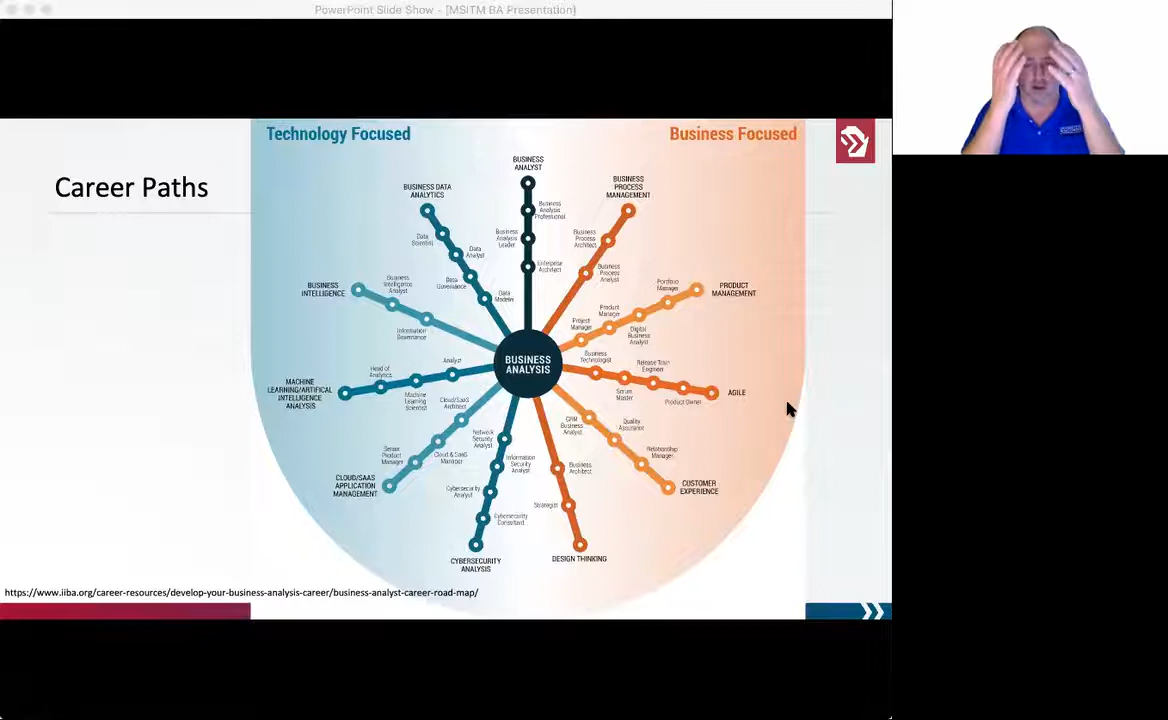 PowerPoint Slide Show - [MSITM BA Presentation]
Technology Focused
Business Focused
Career Paths
BUSINESS
ANALYST
Business
Analysis
Professional
Business
Analysis
Leader
Enterprise
Architect
BUSINESS DATA
ANALYTICS
Data
Scientist
Data
Analyst
Data
Governance
Data
Modeler
BUSINESS
PROCESS
MANAGEMENT
Business
Process
Architect
Business
Process
Analyst
BUSINESS
INTELLIGENCE
Business
Intelligence
Analyst
Information
Governance
PRODUCT
MANAGEMENT
Portfolio
Manager
Product
Manager
Project
Manager
Digital
Business
Analyst
BUSINESS
ANALYSIS
MACHINE
LEARNING/ARTIFICIAL
INTELLIGENCE
ANALYSIS
Head of
Analytics
Analyst
Machine
Learning
Scientist
AGILE
Business
Technologist
Release Train
Engineer
Scrum
Master
Product Owner
CLOUD/SAAS
APPLICATION
MANAGEMENT
Cloud/SaaS
Architect
Cloud & SaaS
Manager
Senior
Product
Manager
CUSTOMER
EXPERIENCE
CRM
Business
Analyst
Quality
Assurance
Relationship
Manager
CYBERSECURITY
ANALYSIS
Network
Security
Analyst
Information
Security
Analyst
Cybersecurity
Analyst
Cybersecurity
Consultant
DESIGN THINKING
Business
Architect
Strategist
https://www.iiba.org/career-resources/develop-your-business-analysis-career/business-analyst-career-road-map/